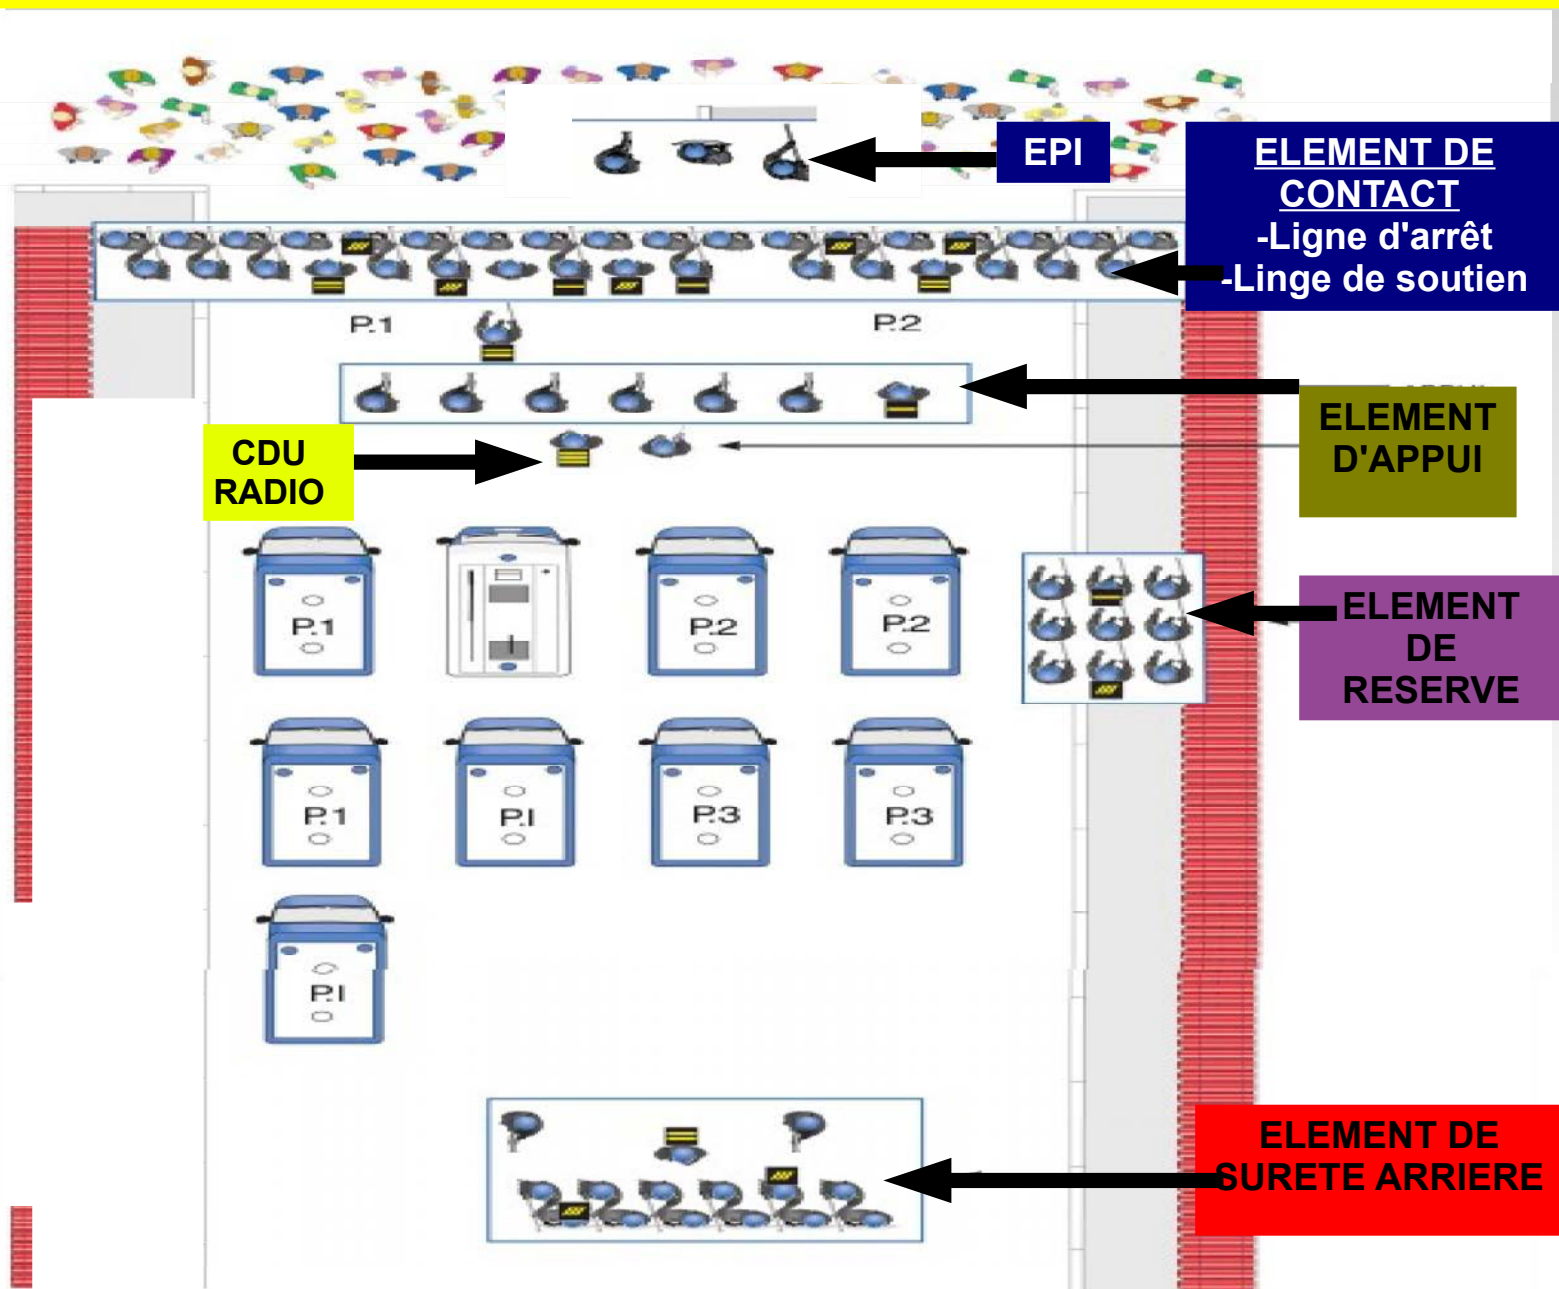 EPI
ELEMENT DE
CONTACT
-Ligne d'arrêt
-Linge de soutien
P.1
P.2
ELEMENT
D'APPUI
CDU
RADIO
P.1
P.2
P.2
ELEMENT
DE
RESERVE
P.1
P.I
P.3
P.3
P.I
ELEMENT DE
SURETE ARRIERE